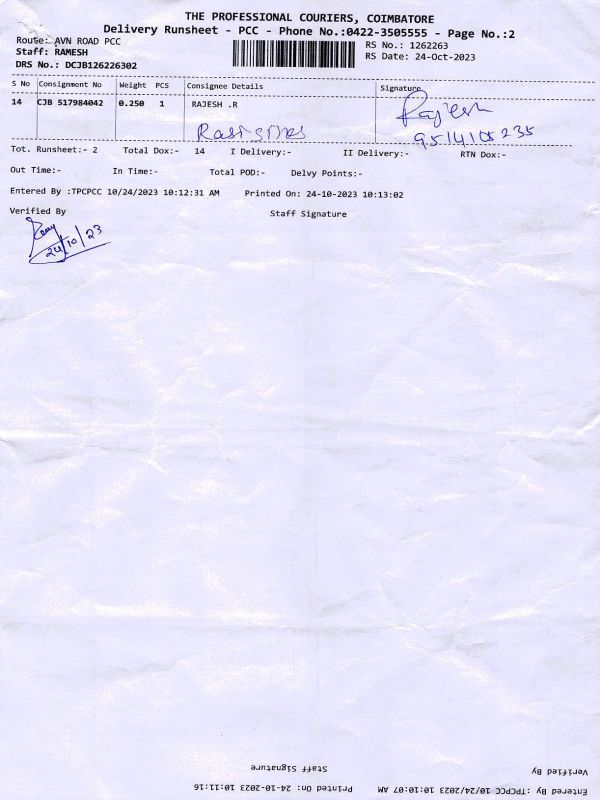 THE PROFESSIONAL COURIERS, COIMBATORE
Delivery Runsheet - PCC - Phone No.:0422-3505555 - Page No.:2
Route: AVN ROAD PCC
Staff: RAMESH
DRS No.: DCJB126226302
RS No.: 1262263
RS Date: 24-Oct-2023
S No Consignment No Weight PCS Consignee Details Signature
14 CJB 517984042 0.250 1 RAJESH .R Rajesh
9514105235
Tot. Runsheet:- 2 Total Dox:- 14 I Delivery:- II Delivery:- RTN Dox:-
Out Time:- In Time:- Total POD:- Delvy Points:-
Entered By :TPCPCC 10/24/2023 10:12:31 AM Printed On: 24-10-2023 10:13:02
Verified By Staff Signature
24/10/23
Verified By Staff Signature
Entered By: TPCPCC 10/24/2023 10:10:07 AM Printed On: 24-10-2023 10:11:16